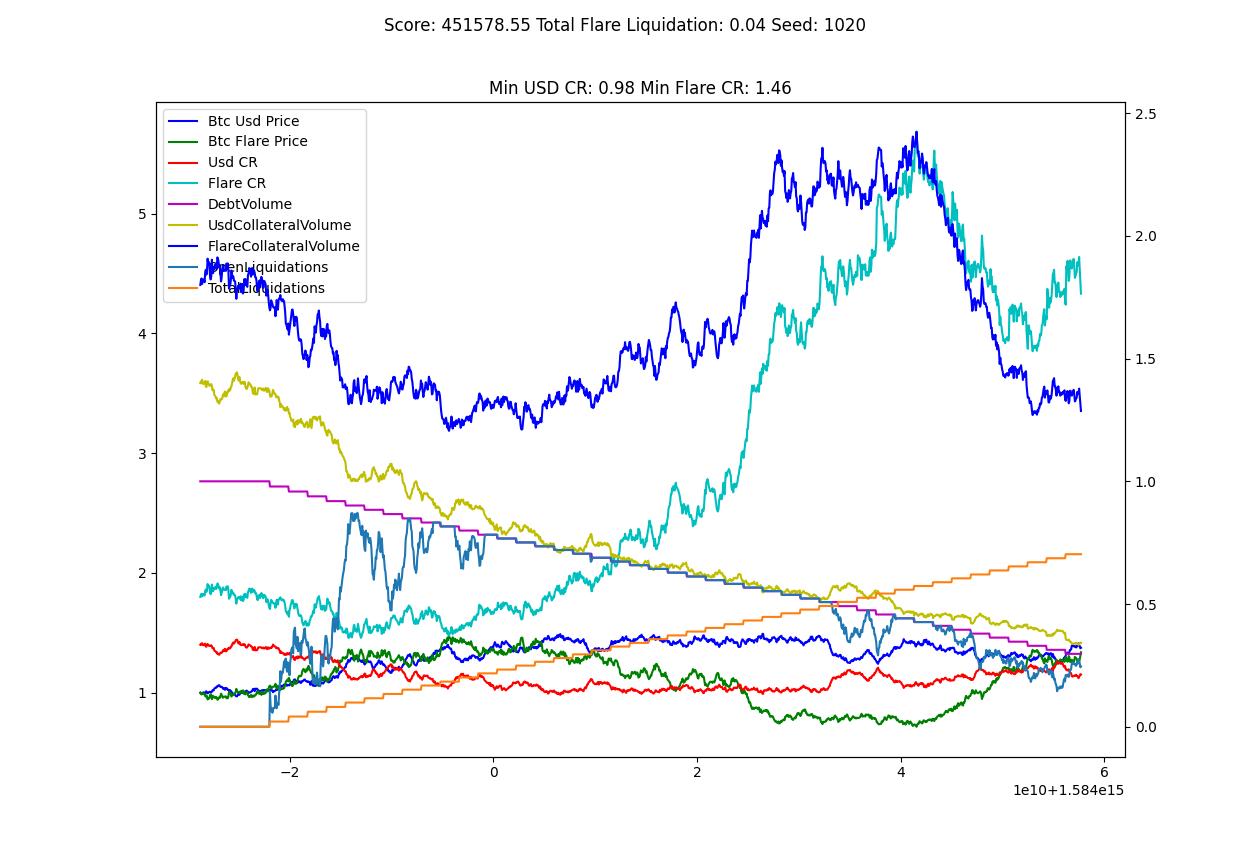 Score: 451578.55 Total Flare Liquidation: 0.04 Seed: 1020
Min USD CR: 0.98 Min Flare CR: 1.46
Btc Usd Price
Btc Flare Price
Usd CR
Flare CR
DebtVolume
UsdCollateralVolume
FlareCollateralVolume
OpenLiquidations
TotalLiquidations
5
4
3
2
1
2.5
2.0
1.5
1.0
0.5
0.0
−2
0
2
4
6
1e10+1.584e15